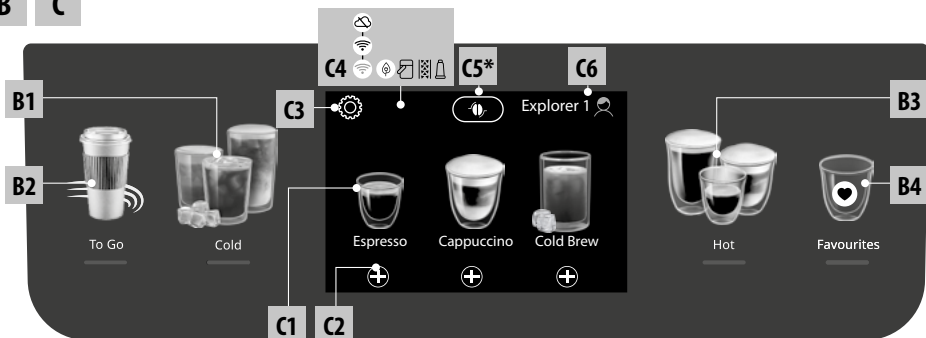 B C
C4 C5* C6
C3 Explorer 1
B1 B3
B2 B4
To Go Cold Espresso Cappuccino Cold Brew Hot Favourites
C1 C2